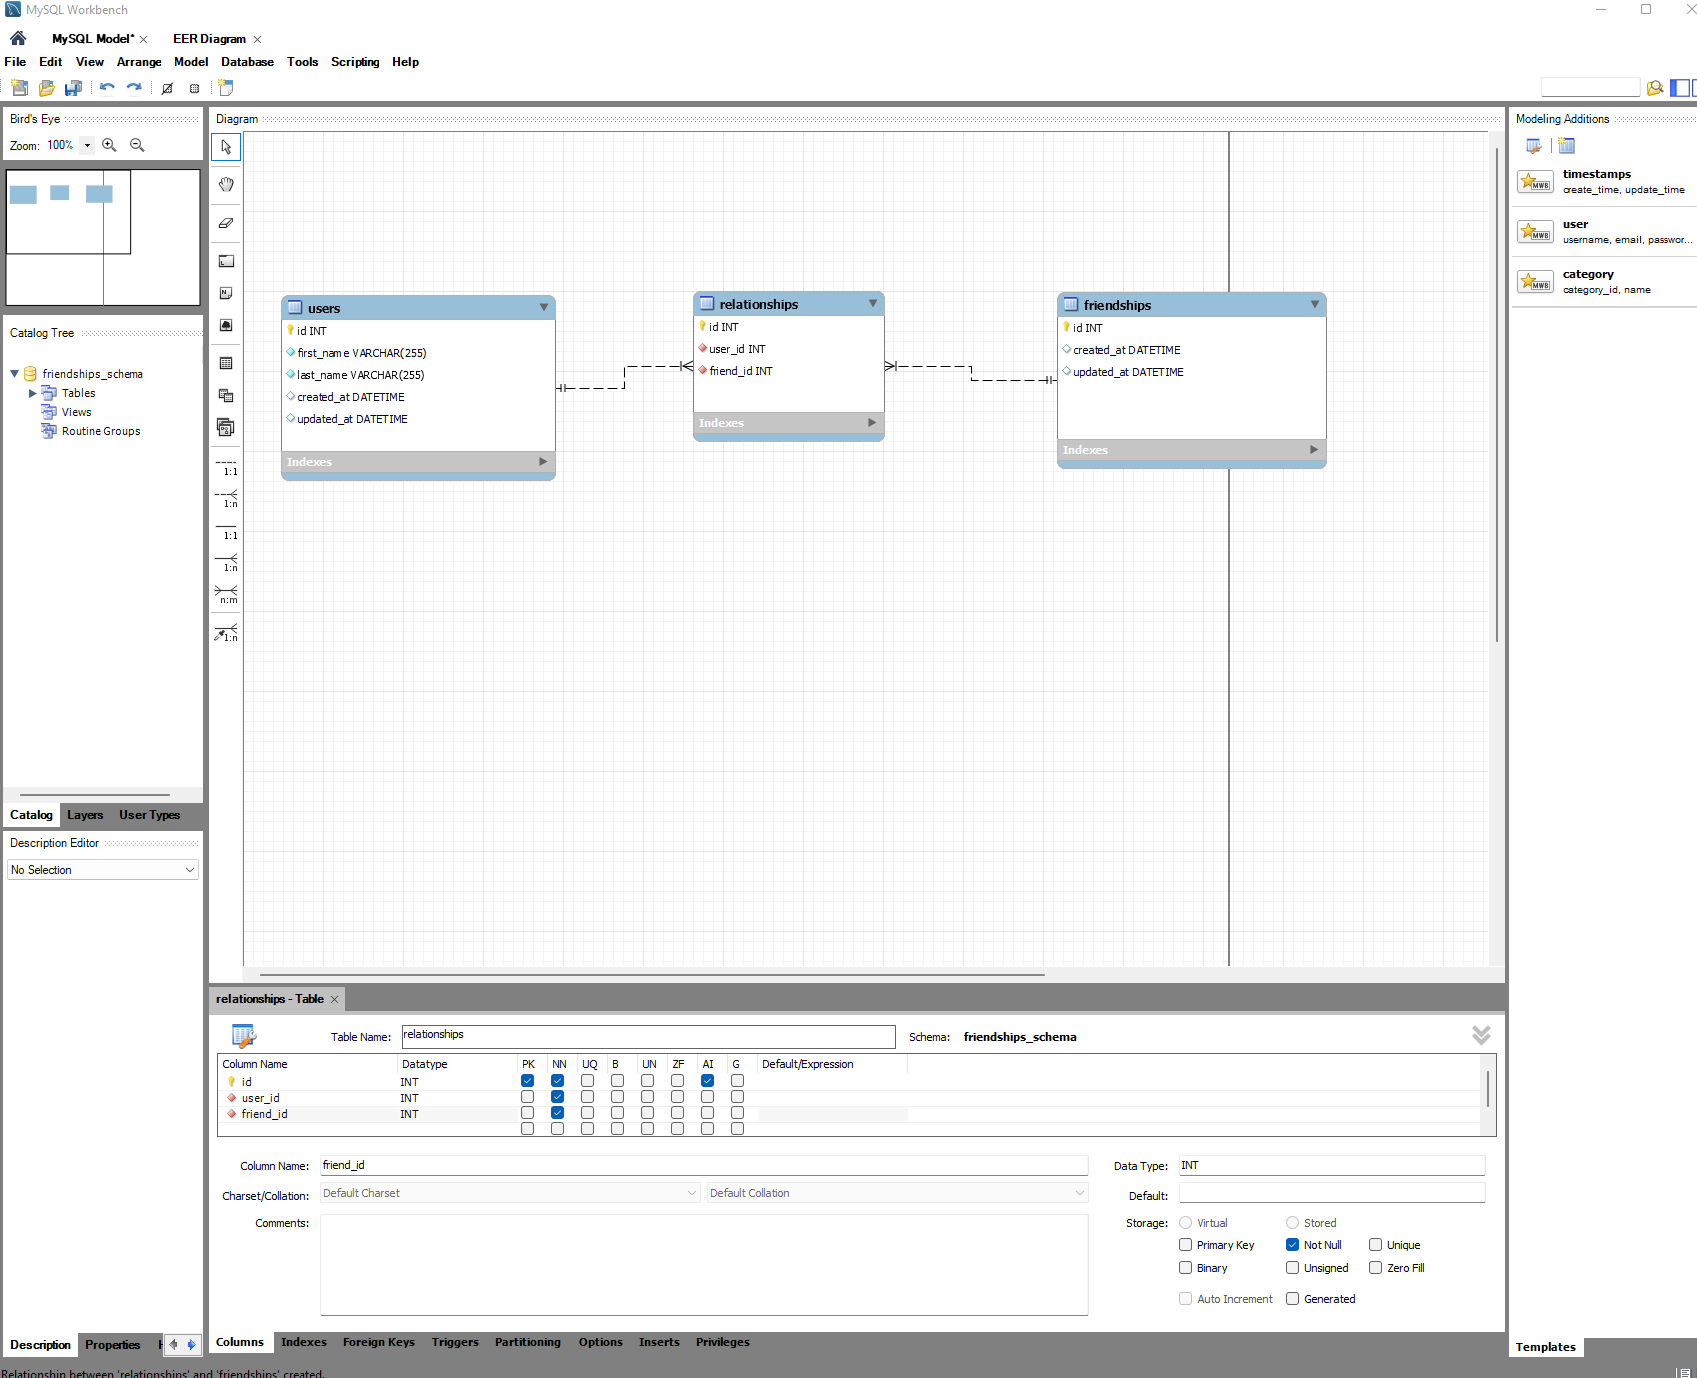 MySQL Workbench
MySQL Model*
EER Diagram
File Edit View Arrange Model Database Tools Scripting Help
Bird's Eye
Zoom: 100%
Catalog Tree
friendships_schema
Tables
Views
Routine Groups
Catalog Layers User Types
Description Editor
No Selection
Description Properties
Diagram
1:1
1:n
1:1
1:n
n:m
1:n
users
id INT
first_name VARCHAR(255)
last_name VARCHAR(255)
created_at DATETIME
updated_at DATETIME
Indexes
relationships
id INT
user_id INT
friend_id INT
Indexes
friendships
id INT
created_at DATETIME
updated_at DATETIME
Indexes
relationships - Table
Table Name: relationships Schema: friendships_schema
Column Name Datatype PK NN UQ B UN ZF AI G Default/Expression
id INT
user_id INT
friend_id INT
Column Name: friend_id
Data Type: INT
Charset/Collation: Default Charset Default Collation
Default:
Comments:
Storage: Virtual Stored
Primary Key Not Null Unique
Binary Unsigned Zero Fill
Auto Increment Generated
Columns Indexes Foreign Keys Triggers Partitioning Options Inserts Privileges
Modeling Additions
MWB
timestamps
create_time, update_time
MWB
user
username, email, passwor...
MWB
category
category_id, name
Templates
Relationship between 'relationships' and 'friendships' created.